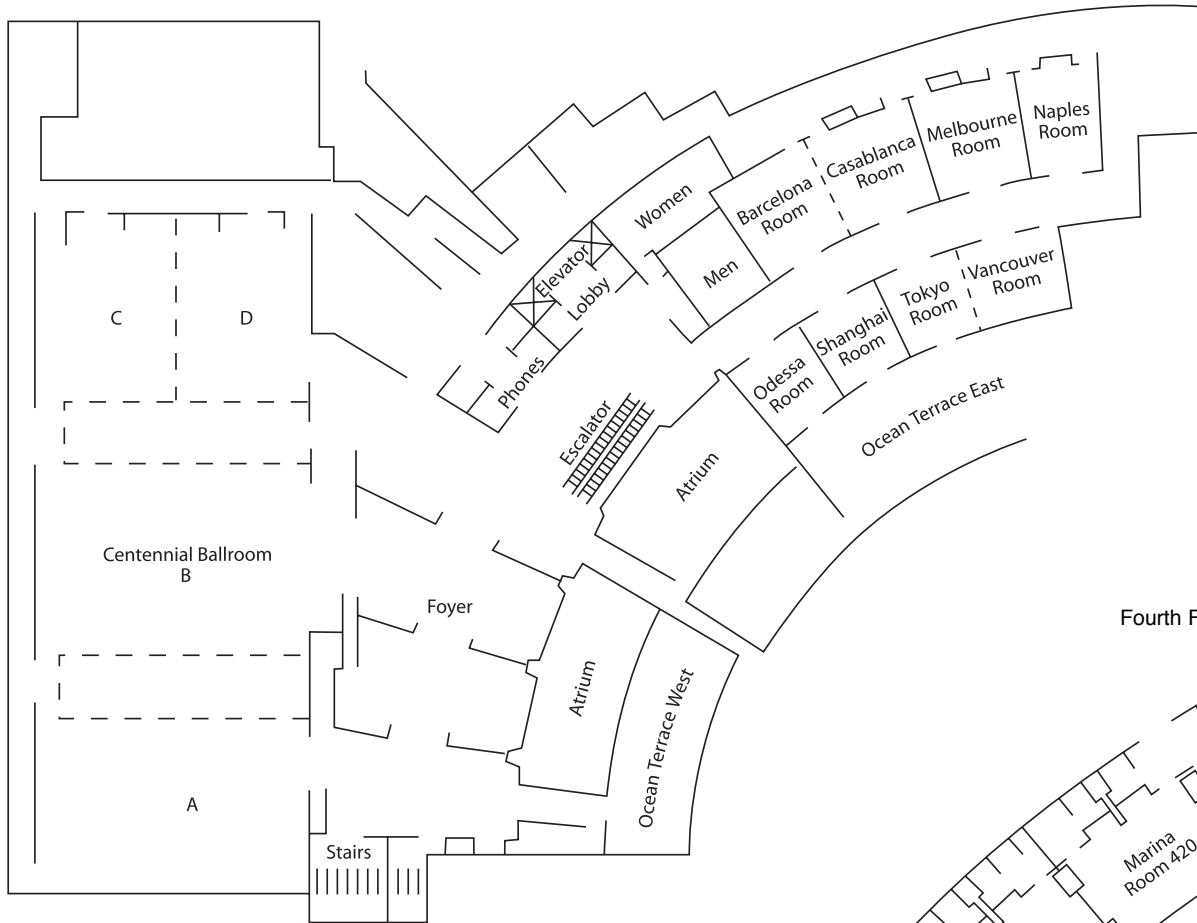 Naples
Room
Melbourne
Room
Casablanca
Room
Barcelona
Room
Women
Men
Elevator
Lobby
Phones
Vancouver
Room
Tokyo
Room
Shanghai
Room
Odessa
Room
Ocean Terrace East
Escalator
Atrium
C
D
Centennial Ballroom
B
Foyer
Atrium
Ocean Terrace West
A
Stairs
Fourth F
Marina
Room 420